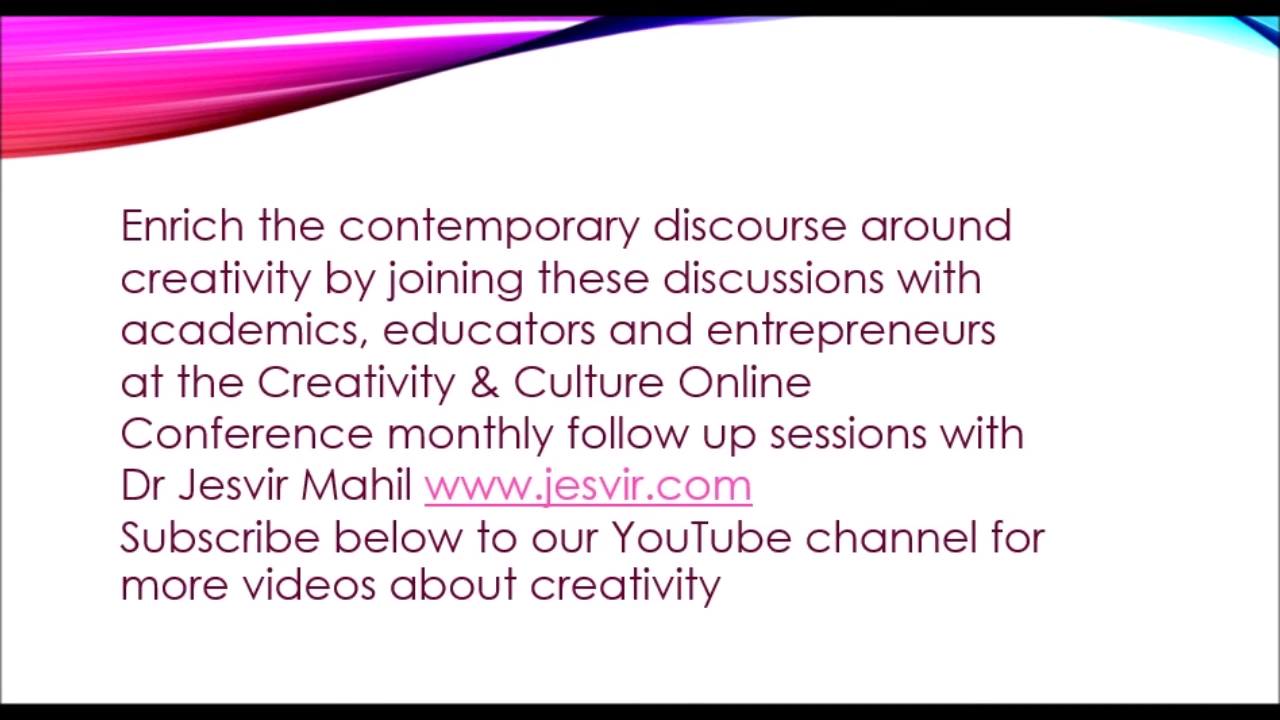 Enrich the contemporary discourse around
creativity by joining these discussions with
academics, educators and entrepreneurs
at the Creativity & Culture Online
Conference monthly follow up sessions with
Dr Jesvir Mahil www.jesvir.com
Subscribe below to our YouTube channel for
more videos about creativity